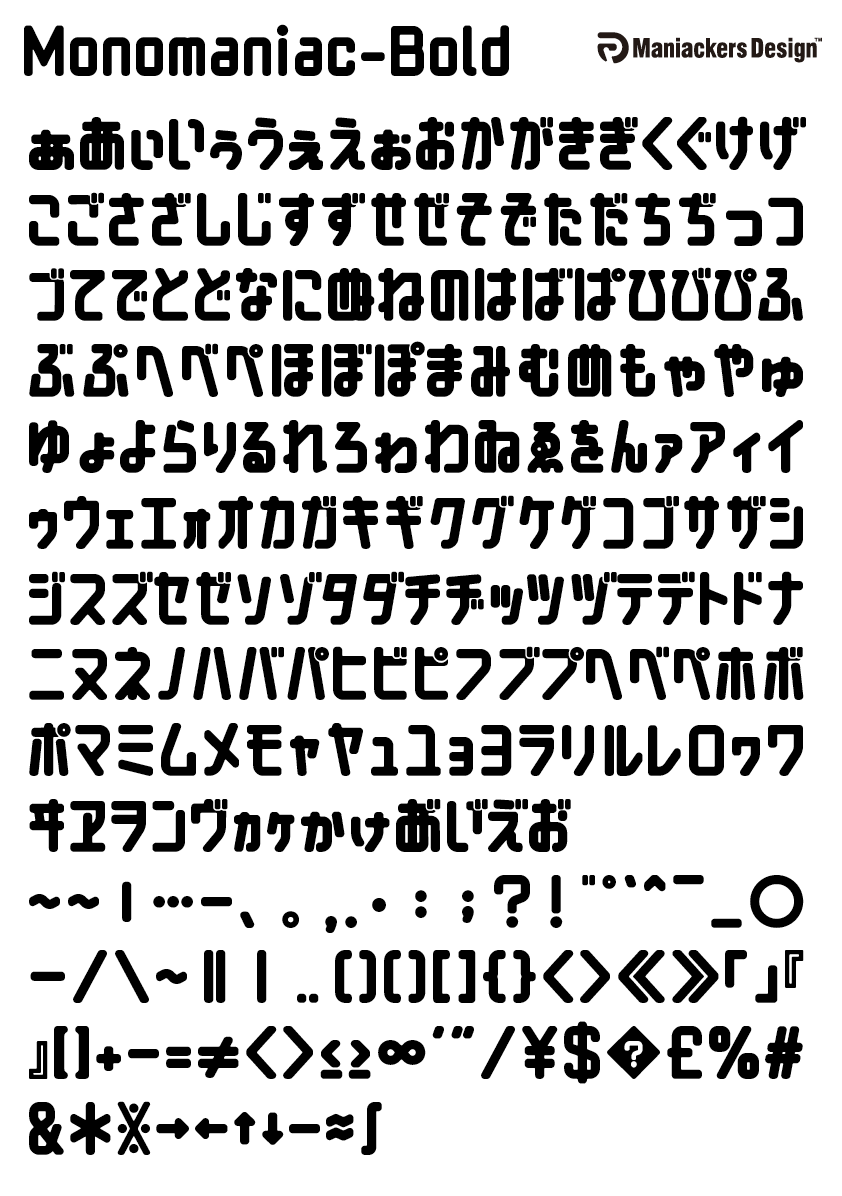 Monomaniac-Bold
Maniackers Design™
ぁあぃいぅうぇえぉおかがきぎくぐけげ
こごさざしじすずせぜそぞただちぢっつ
づてでとどなにぬねのはばぱひびぴふ
ぶぷへべぺほぼぽまみむめもゃやゅ
ゆょよらりるれろゎわゐゑをんァアィイ
ゥウェエォオカガキギクグケゲコゴサザシ
ジスズセゼソゾタダチヂッツヅテデトドナ
ニヌネノハバパヒビピフブプヘベペホボ
ポマミムメモャヤュユョヨラリルレロヮワ
ヰヱヲンヴヵヶゕゖあ゙い゙え゙お゙
~~|…ー、。,.・:;?!¨°`^¯_○
-/\~‖|‥()()[]{}〈〉《》「」『
』[]+-=≠<>≤≥∞′″/¥$�£%#
&*※→←↑↓-≈∫